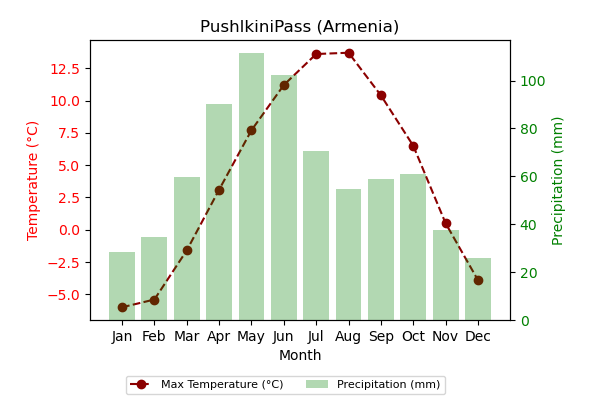 PushlkiniPass (Armenia)
12.5
10.0
7.5
5.0
2.5
0.0
−2.5
−5.0
Temperature (°C)
100
80
60
40
20
0
Precipitation (mm)
Jan Feb Mar Apr May Jun Jul Aug Sep Oct Nov Dec
Month
Max Temperature (°C) Precipitation (mm)